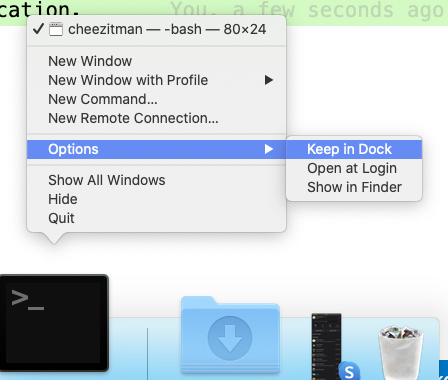 cation.
You, a few seconds ago
✓ cheezitman — -bash — 80×24
New Window
New Window with Profile
New Command...
New Remote Connection...
Options
Keep in Dock
Open at Login
Show in Finder
Show All Windows
Hide
Quit
>_
S